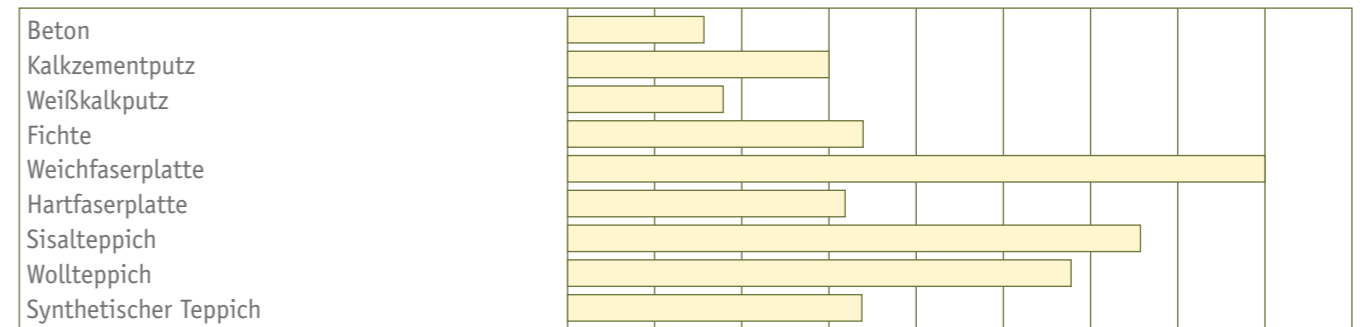 Beton
Kalkzementputz
Weißkalkputz
Fichte
Weichfaserplatte
Hartfaserplatte
Sisalteppich
Wollteppich
Synthetischer Teppich